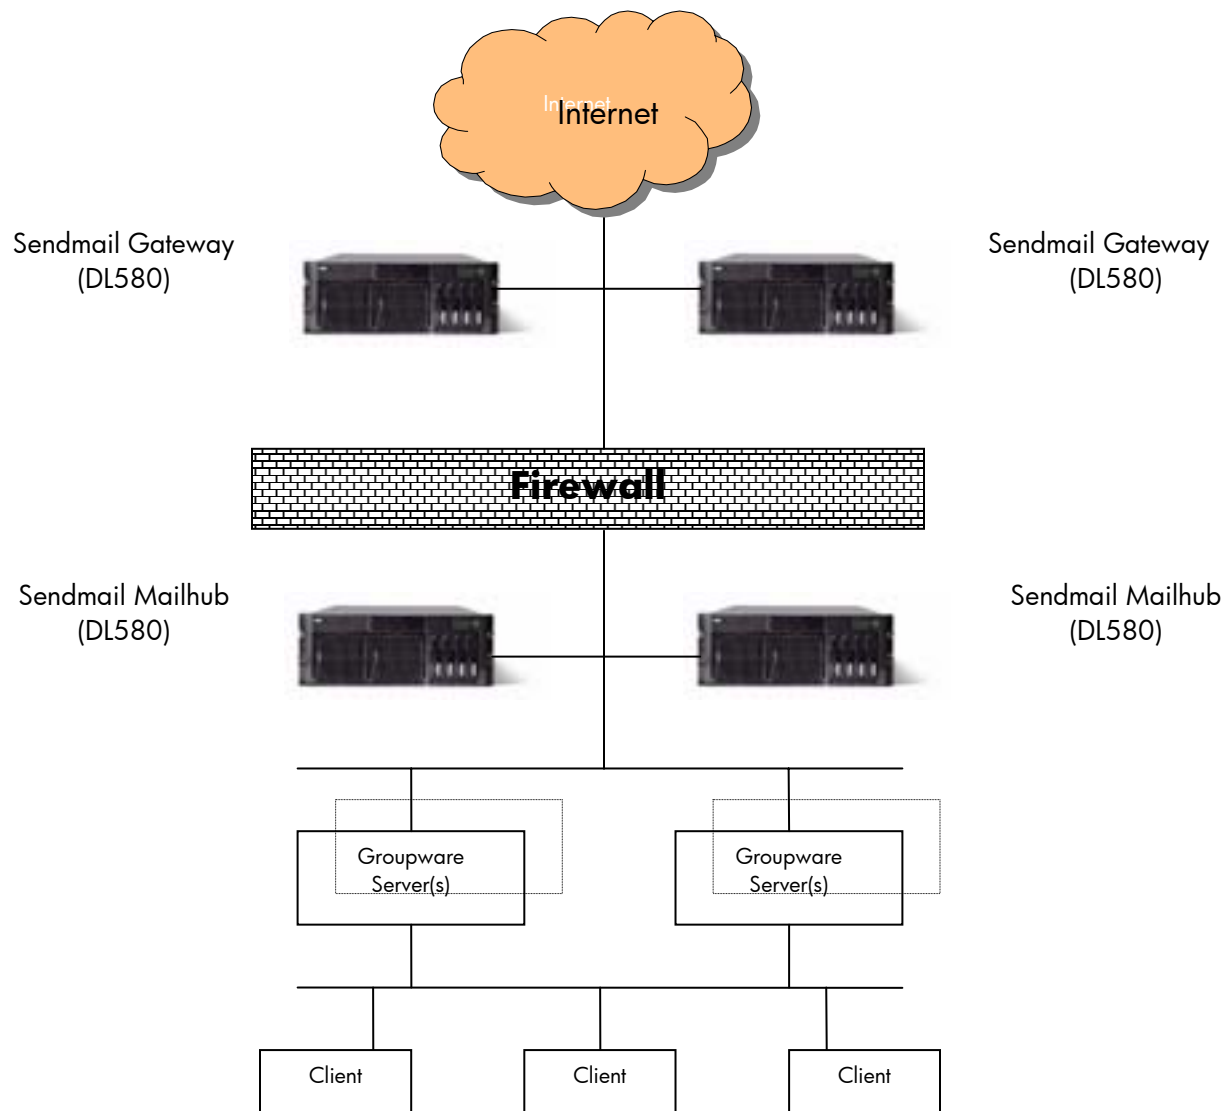 Internet
Internet
Sendmail Gateway
(DL580)
Sendmail Gateway
(DL580)
Firewall
Sendmail Mailhub
(DL580)
Sendmail Mailhub
(DL580)
Groupware
Server(s)
Groupware
Server(s)
Client
Client
Client